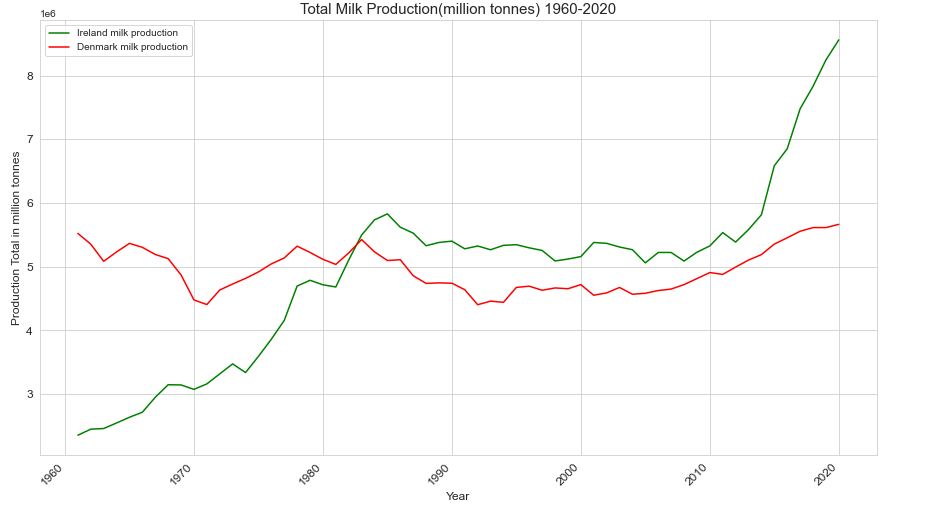 Total Milk Production(million tonnes) 1960-2020
1e6
Ireland milk production
Denmark milk production
Production Total in million tonnes
8
7
6
5
4
3
1960
1970
1980
1990
2000
2010
2020
Year